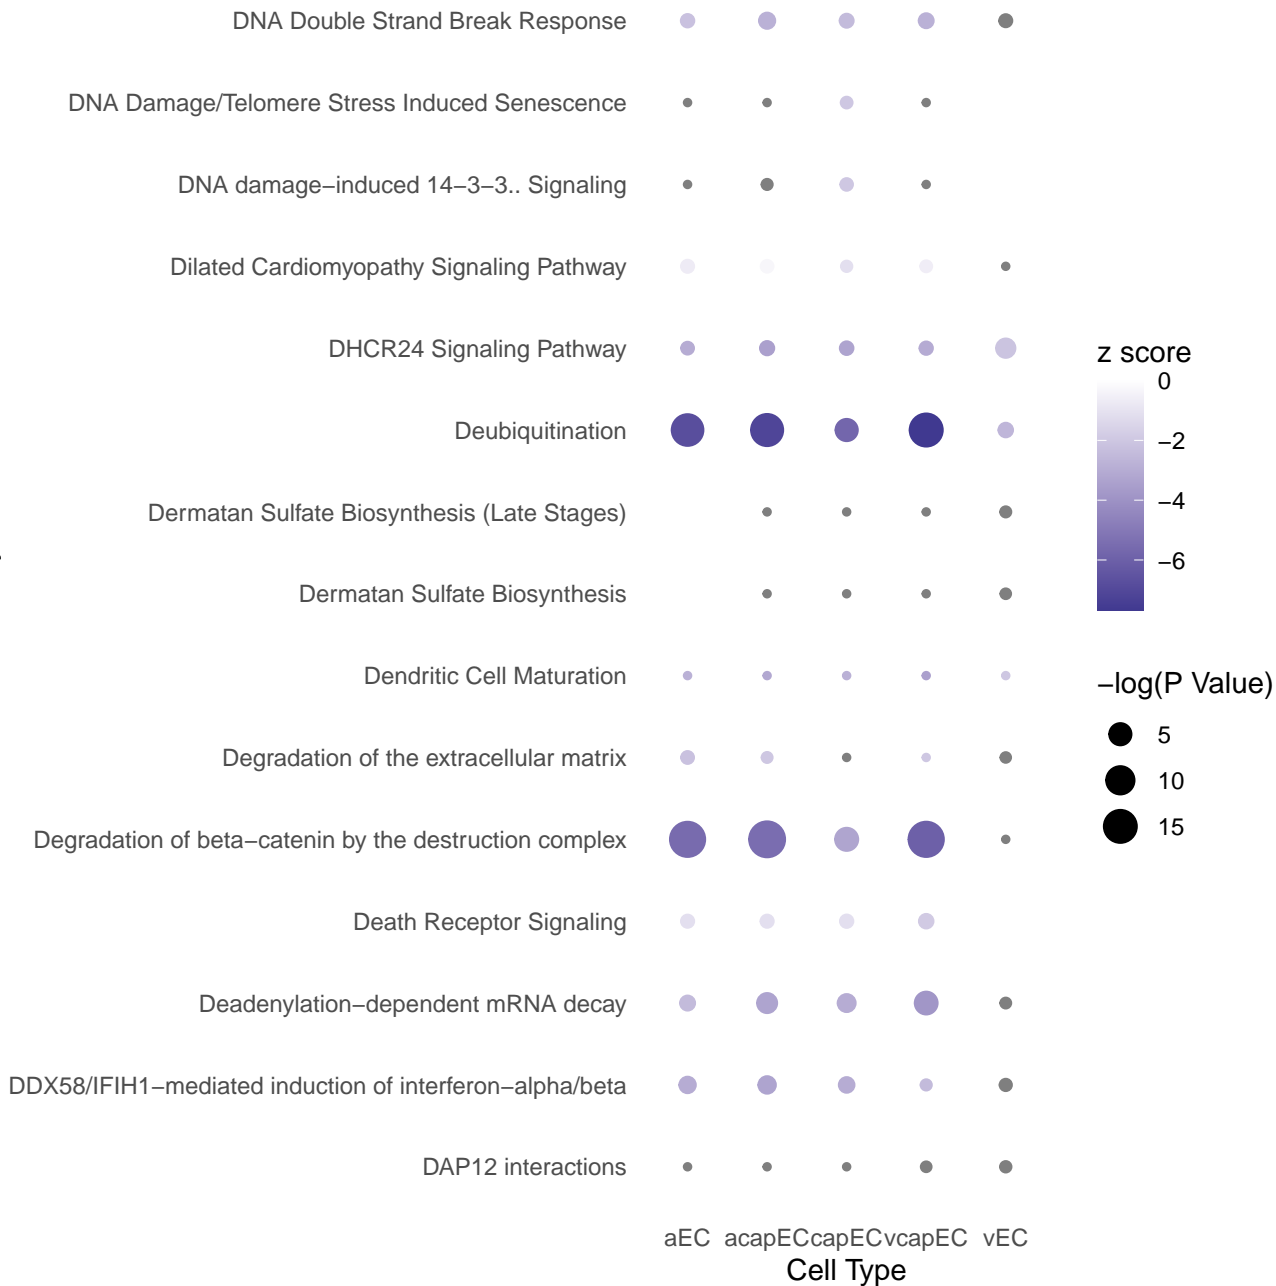 DNA Double Strand Break Response
DNA Damage/Telomere Stress Induced Senescence
DNA damage−induced 14−3−3.. Signaling
Dilated Cardiomyopathy Signaling Pathway
DHCR24 Signaling Pathway
Deubiquitination
Dermatan Sulfate Biosynthesis (Late Stages)
Dermatan Sulfate Biosynthesis
Dendritic Cell Maturation
Degradation of the extracellular matrix
Degradation of beta−catenin by the destruction complex
Death Receptor Signaling
Deadenylation−dependent mRNA decay
DDX58/IFIH1−mediated induction of interferon−alpha/beta
DAP12 interactions
aEC acapEC capEC vcapEC vEC
Cell Type
z score
0
−2
−4
−6
−log(P Value)
5
10
15